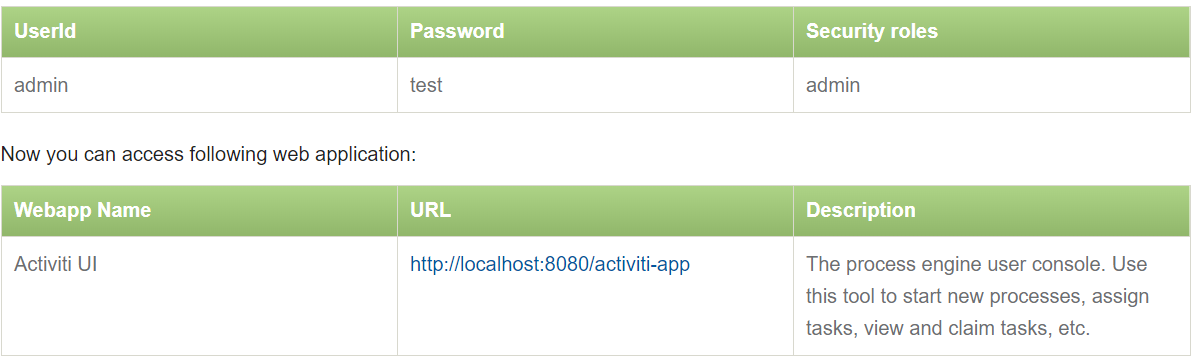 UserId Password Security roles
admin test admin
Now you can access following web application:
Webapp Name URL Description
Activiti UI http://localhost:8080/activiti-app The process engine user console. Use
this tool to start new processes, assign
tasks, view and claim tasks, etc.